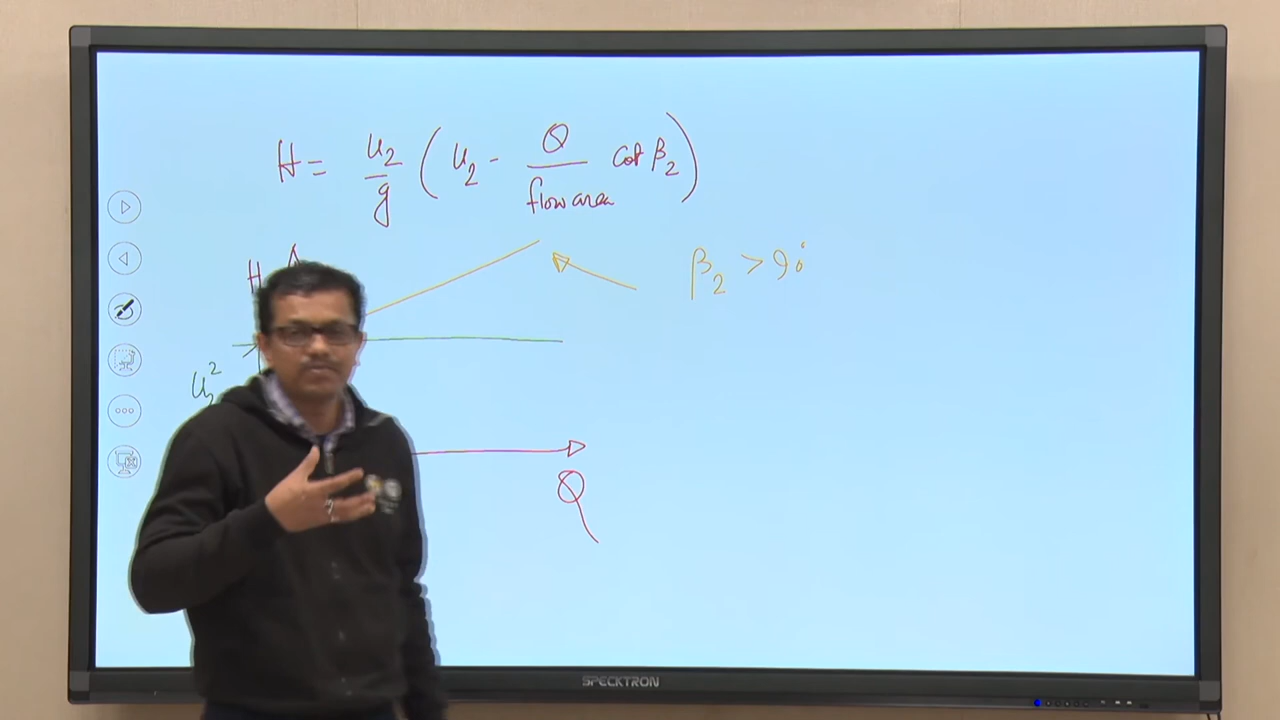 H = u₂/g ( u₂ - Q/flow area cot β₂ )
H
β₂ > 90°
u₂²
Q
SPECKTRON